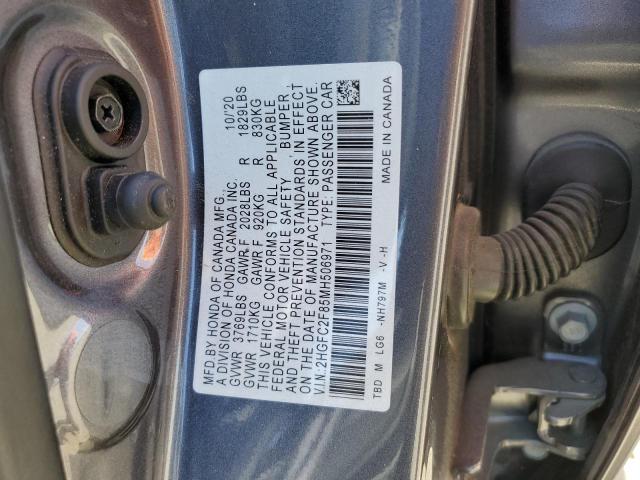 MFD.BY HONDA OF CANADA MFG., 10/'20
A DIVISION OF HONDA CANADA INC.
GVWR 3769LBS GAWR.F 2028LBS R 1829LBS
GVWR 1710KG GAWR F 920KG R 830KG
THIS VEHICLE CONFORMS TO ALL APPLICABLE
FEDERAL MOTOR VEHICLE SAFETY BUMPER,
AND THEFT PREVENTION STANDARDS IN EFFECT
ON THE DATE OF MANUFACTURE SHOWN ABOVE.
V.I.N.:2HGFC2F85MH506971 TYPE: PASSENGER CAR
TBD M LG6 -NH797M -V-H
MADE IN CANADA